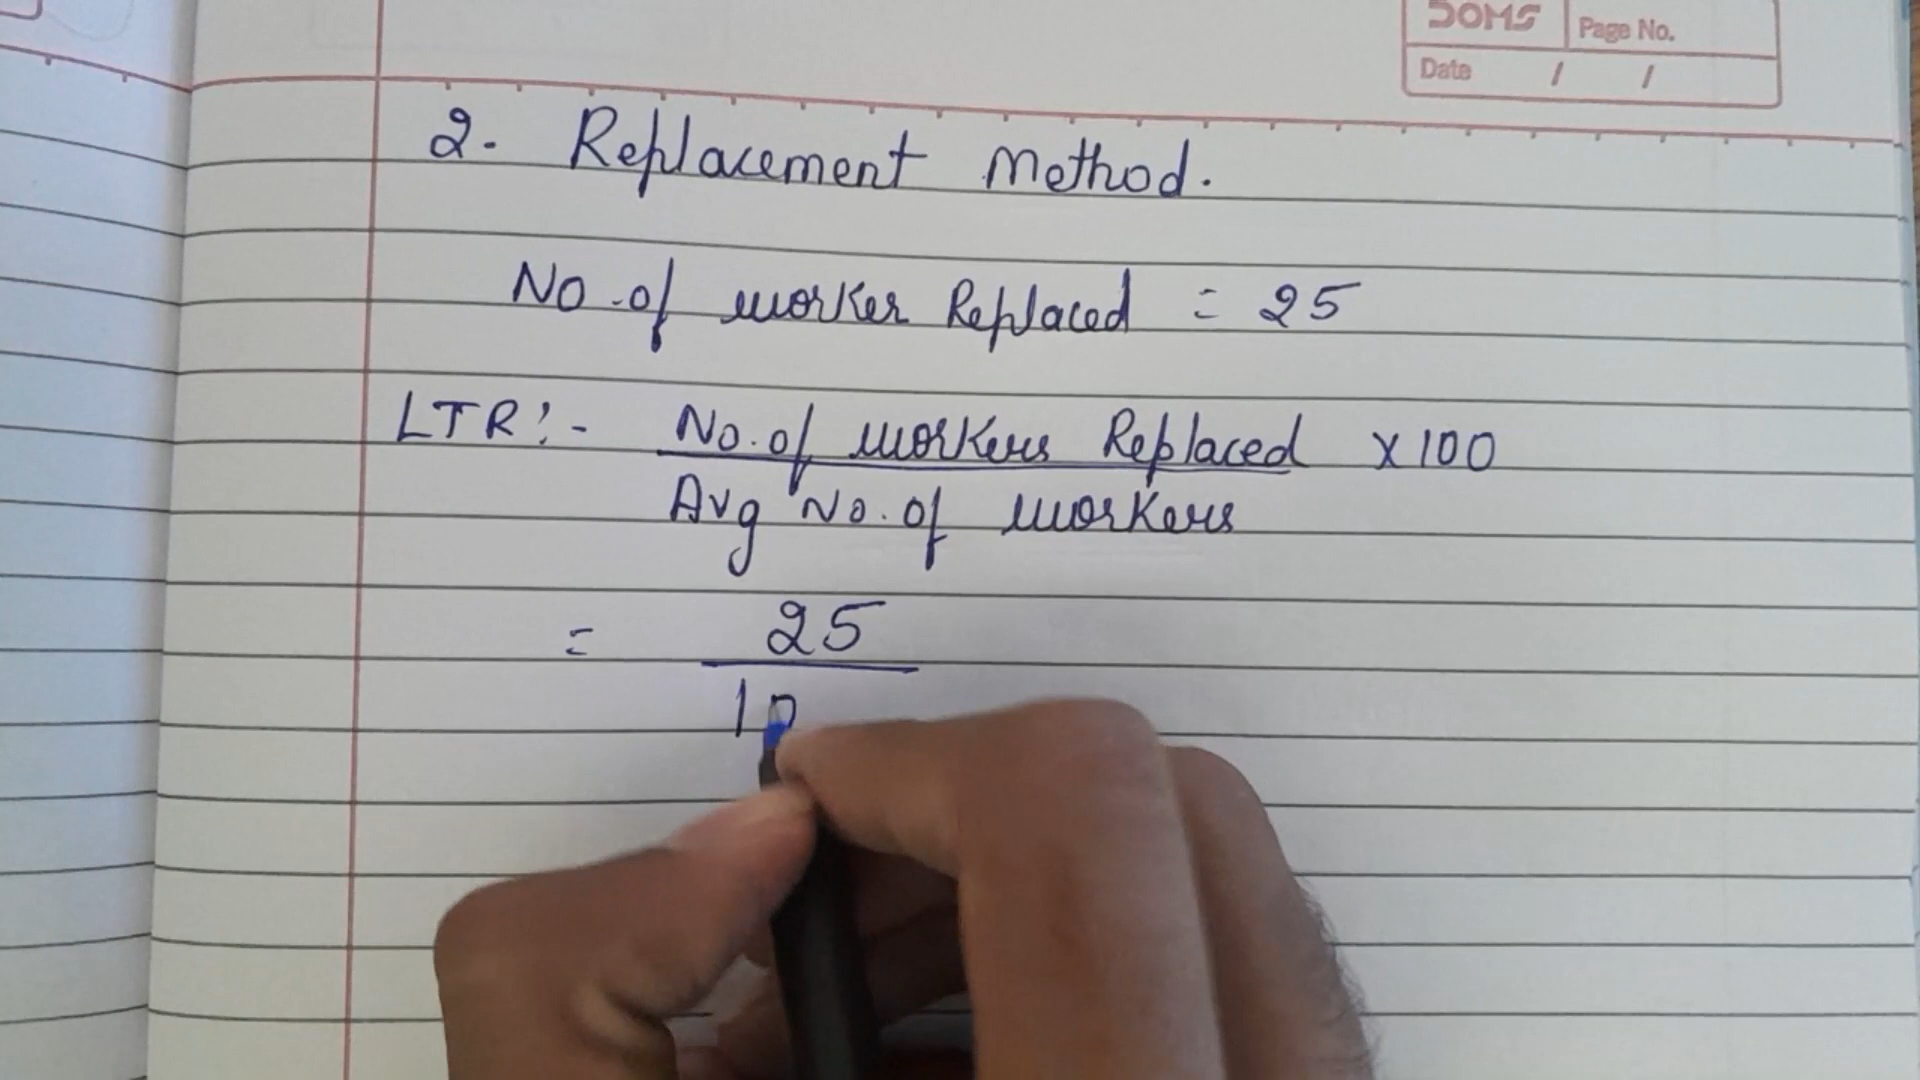 DOMS Page No.
Date / /
2. Replacement Method.
No. of worker Replaced = 25
LTR:- No. of workers Replaced x 100
Avg No. of workers
= 25
10